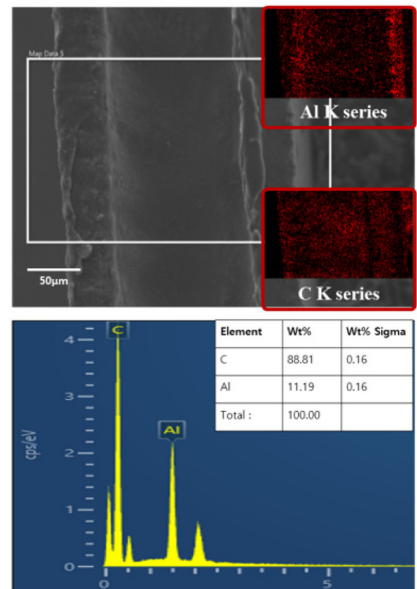 Map Data 5
Al K series
50μm
C K series
Element Wt% Wt% Sigma
C 88.81 0.16
Al 11.19 0.16
Total : 100.00
C
Al
cps/eV
4
3
2
1
0
0 5